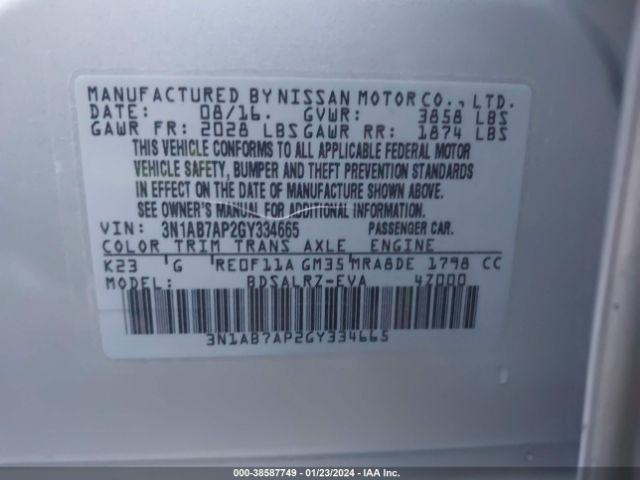 MANUFACTURED BY NISSAN MOTOR CO., LTD.
DATE: 08/16. GVWR: 3858 LBS
GAWR FR: 2028 LBS GAWR RR: 1874 LBS
THIS VEHICLE CONFORMS TO ALL APPLICABLE FEDERAL MOTOR
VEHICLE SAFETY, BUMPER AND THEFT PREVENTION STANDARDS
IN EFFECT ON THE DATE OF MANUFACTURE SHOWN ABOVE.
SEE OWNER'S MANUAL FOR ADDITIONAL INFORMATION.
VIN: 3N1AB7AP2GY334665 PASSENGER CAR.
COLOR TRIM TRANS AXLE ENGINE
K23 G RE0F11A GM35 MRA8DE 1798 CC
MODEL: BDSALRZ-EVA 4Z000
3N1AB7AP2GY334665
000-38587749 - 01/23/2024 - IAA Inc.